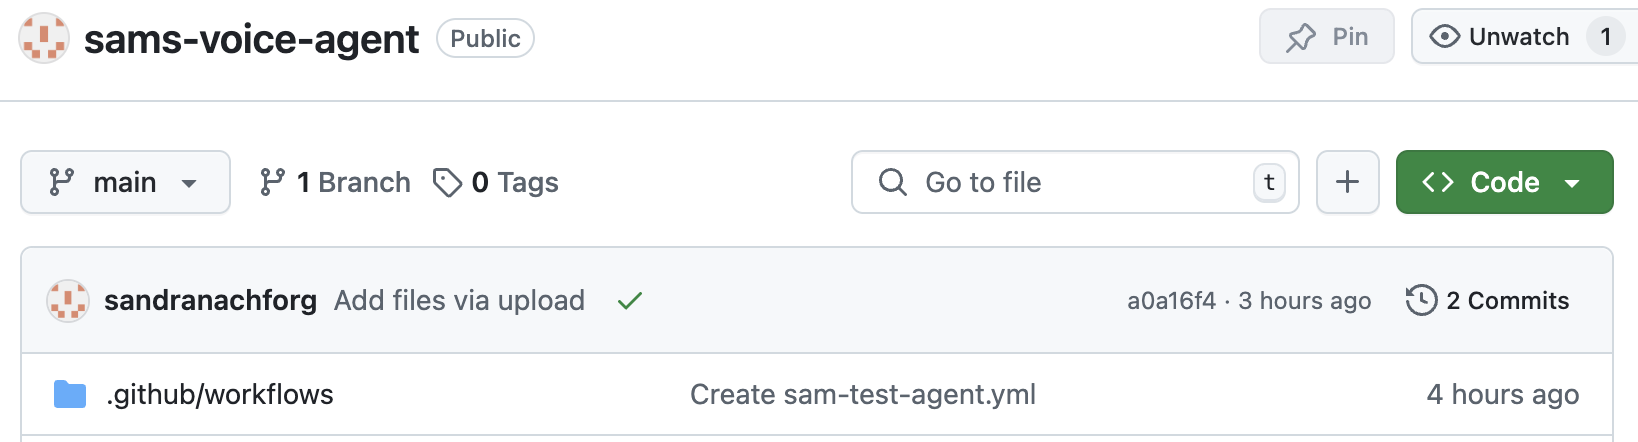 sams-voice-agent Public Pin Unwatch 1
main 1 Branch 0 Tags Go to file t Code
sandranachforg Add files via upload a0a16f4 · 3 hours ago 2 Commits
.github/workflows Create sam-test-agent.yml 4 hours ago